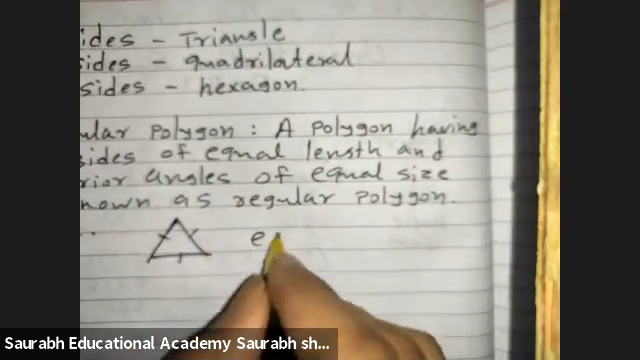 ides - Triangle
sides - quadrilateral
sides - hexagon.
ular polygon : A polygon having
sides of equal length and
rior angles of equal size
nown as regular polygon.
e
Saurabh Educational Academy Saurabh sh...